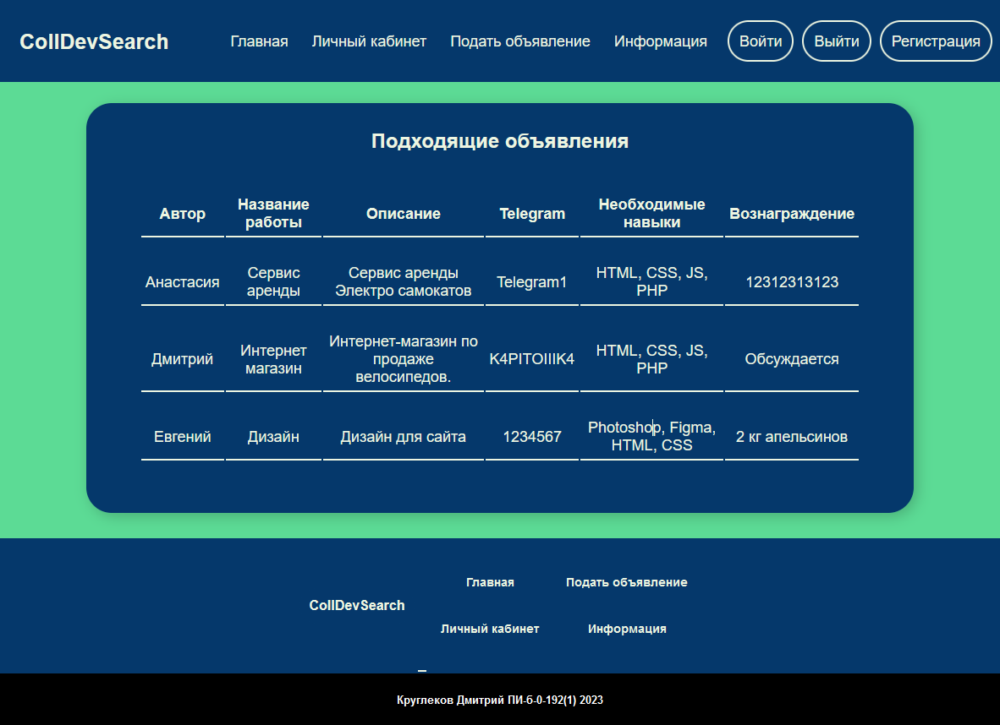 CollDevSearch Главная Личный кабинет Подать объявление Информация Войти Выйти Регистрация
Подходящие объявления
Автор Название работы Описание Telegram Необходимые навыки Вознаграждение
Анастасия Сервис аренды Сервис аренды Электро самокатов Telegram1 HTML, CSS, JS, PHP 12312313123
Дмитрий Интернет магазин Интернет-магазин по продаже велосипедов. K4PITOIIIK4 HTML, CSS, JS, PHP Обсуждается
Евгений Дизайн Дизайн для сайта 1234567 Photoshop, Figma, HTML, CSS 2 кг апельсинов
Главная Подать объявление
CollDevSearch
Личный кабинет Информация
Круглеков Дмитрий ПИ-б-0-192(1) 2023